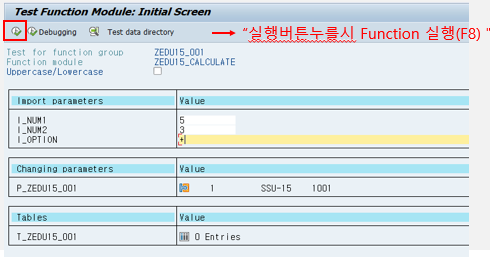 Test Function Module: Initial Screen
Debugging Test data directory
"실행버튼누를시 Function 실행(F8) "
Test for function group ZEDU15_001
Function module ZEDU15_CALCULATE
Uppercase/Lowercase
Import parameters Value
I_NUM1 5
I_NUM2 3
I_OPTION +
Changing parameters Value
P_ZEDU15_001 1 SSU-15 1001
Tables Value
T_ZEDU15_001 0 Entries